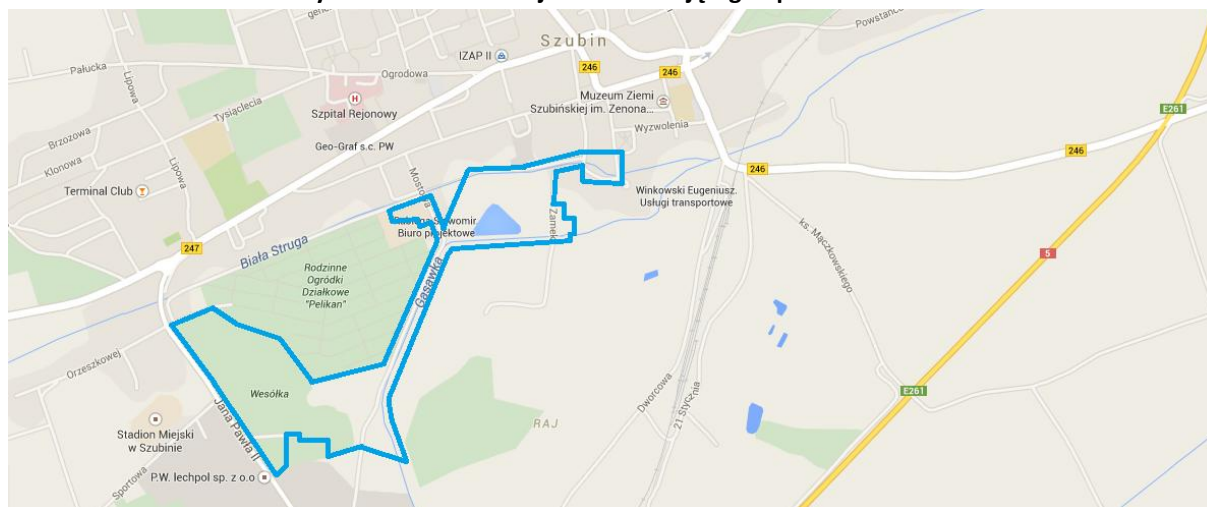 Szubin
Powstańców
IZAP II
246
Pałucka
Ogrodowa
246
246
Lipowa
Tysiąclecia
Muzeum Ziemi
Szubińskiej im. Zenona...
E261
Szpital Rejonowy
Brzozowa
Wyzwolenia
Klonowa
Geo-Graf s.c. PW
246
Lipowa
Mostowa
246
Terminal Club
Winkowski Eugeniusz.
Usługi transportowe
Zamek
Biuro projektowe
ks. Mączkowskiego
247
Biała Struga
5
Rodzinne
Ogródki
Działkowe
"Pelikan"
Gąsawka
Orzeszkowej
Wesółka
Dworcowa
21 Stycznia
E261
Jana Pawła II
RAJ
Stadion Miejski
w Szubinie
P.W. lechpol sp. z o.o
Sportowa